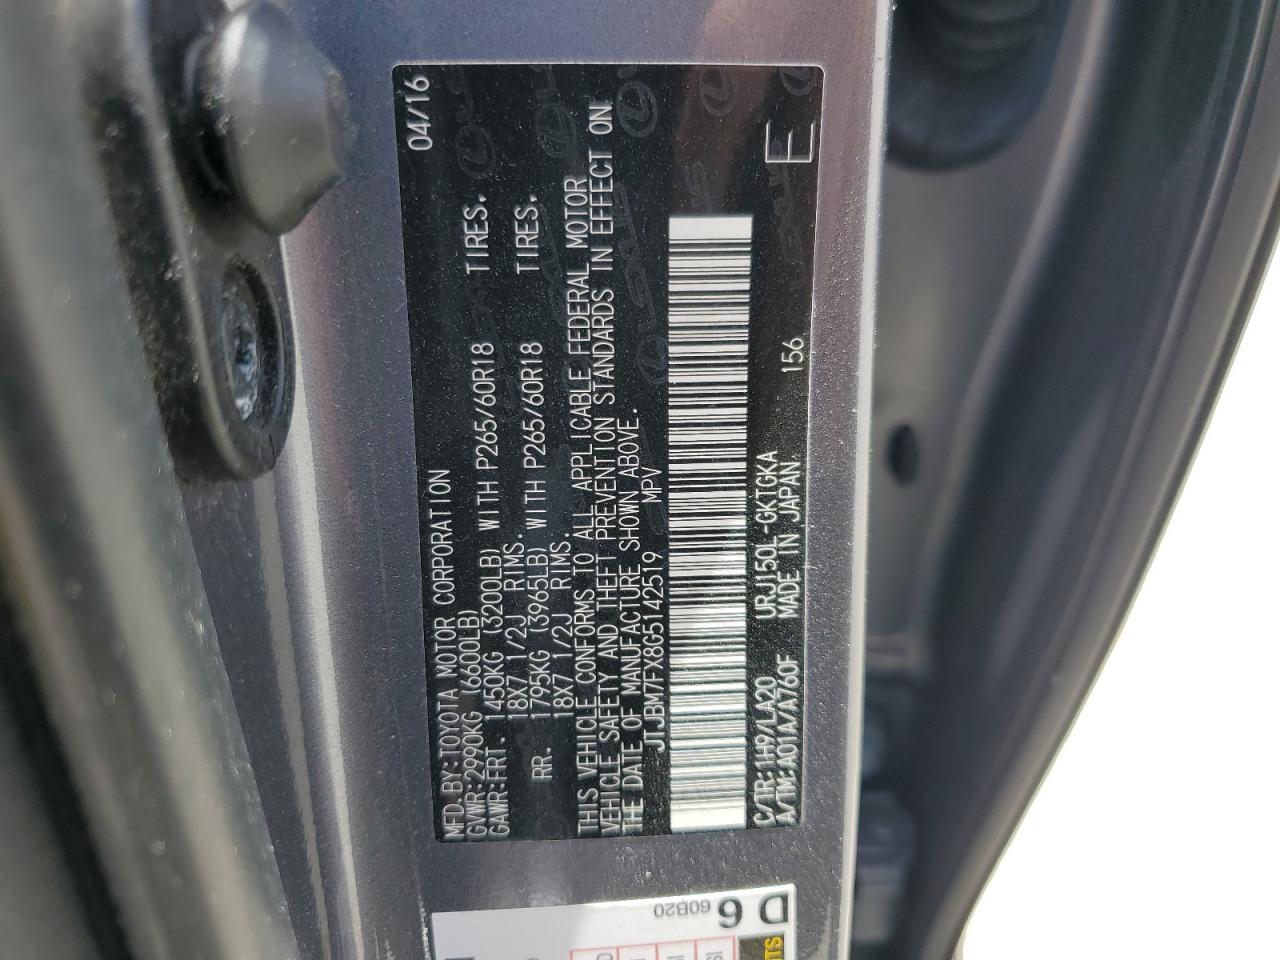 MFD.BY:TOYOTA MOTOR CORPORATION 04/16
GVWR:2990KG (6600LB)
GAWR:FRT. 1450KG (3200LB) WITH P265/60R18 TIRES.
18X7 1/2J RIMS.
RR. 1795KG (3965LB) WITH P265/60R18 TIRES.
18X7 1/2J RIMS.
THIS VEHICLE CONFORMS TO ALL APPLICABLE FEDERAL MOTOR
VEHICLE SAFETY AND THEFT PREVENTION STANDARDS IN EFFECT ON
THE DATE OF MANUFACTURE SHOWN ABOVE.
JTJBM7FX8G5142519 MPV
C/TR:1H9/LA20 URJ150L-GKTGKA
A/TM:A01A/A760F MADE IN JAPAN 156 E
D 6
60B20